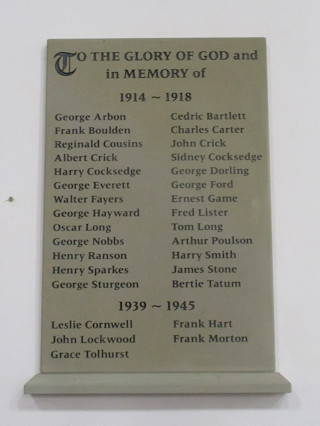 TO THE GLORY OF GOD and
in MEMORY of
1914 ~ 1918
George Arbon Cedric Bartlett
Frank Boulden Charles Carter
Reginald Cousins John Crick
Albert Crick Sidney Cocksedge
Harry Cocksedge George Dorling
George Everett George Ford
Walter Fayers Ernest Game
George Hayward Fred Lister
Oscar Long Tom Long
George Nobbs Arthur Poulson
Henry Ranson Harry Smith
Henry Sparkes James Stone
George Sturgeon Bertie Tatum
1939 ~ 1945
Leslie Cornwell Frank Hart
John Lockwood Frank Morton
Grace Tolhurst